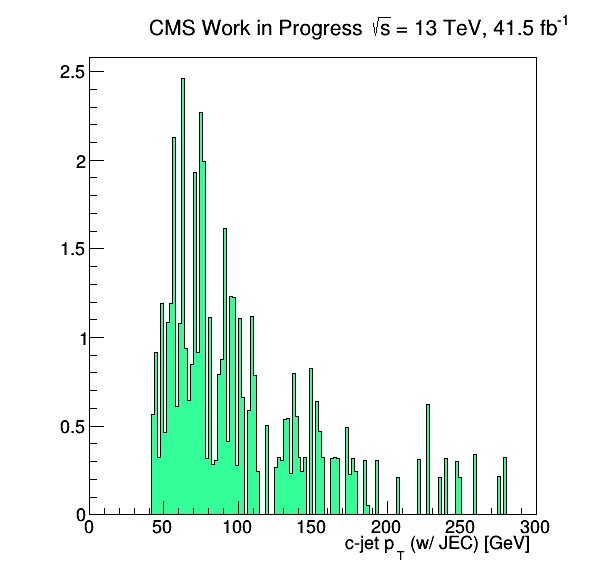 CMS Work in Progress √s = 13 TeV, 41.5 fb⁻¹
2.5
2
1.5
1
0.5
0
0 50 100 150 200 250 300
c-jet p_T (w/ JEC) [GeV]